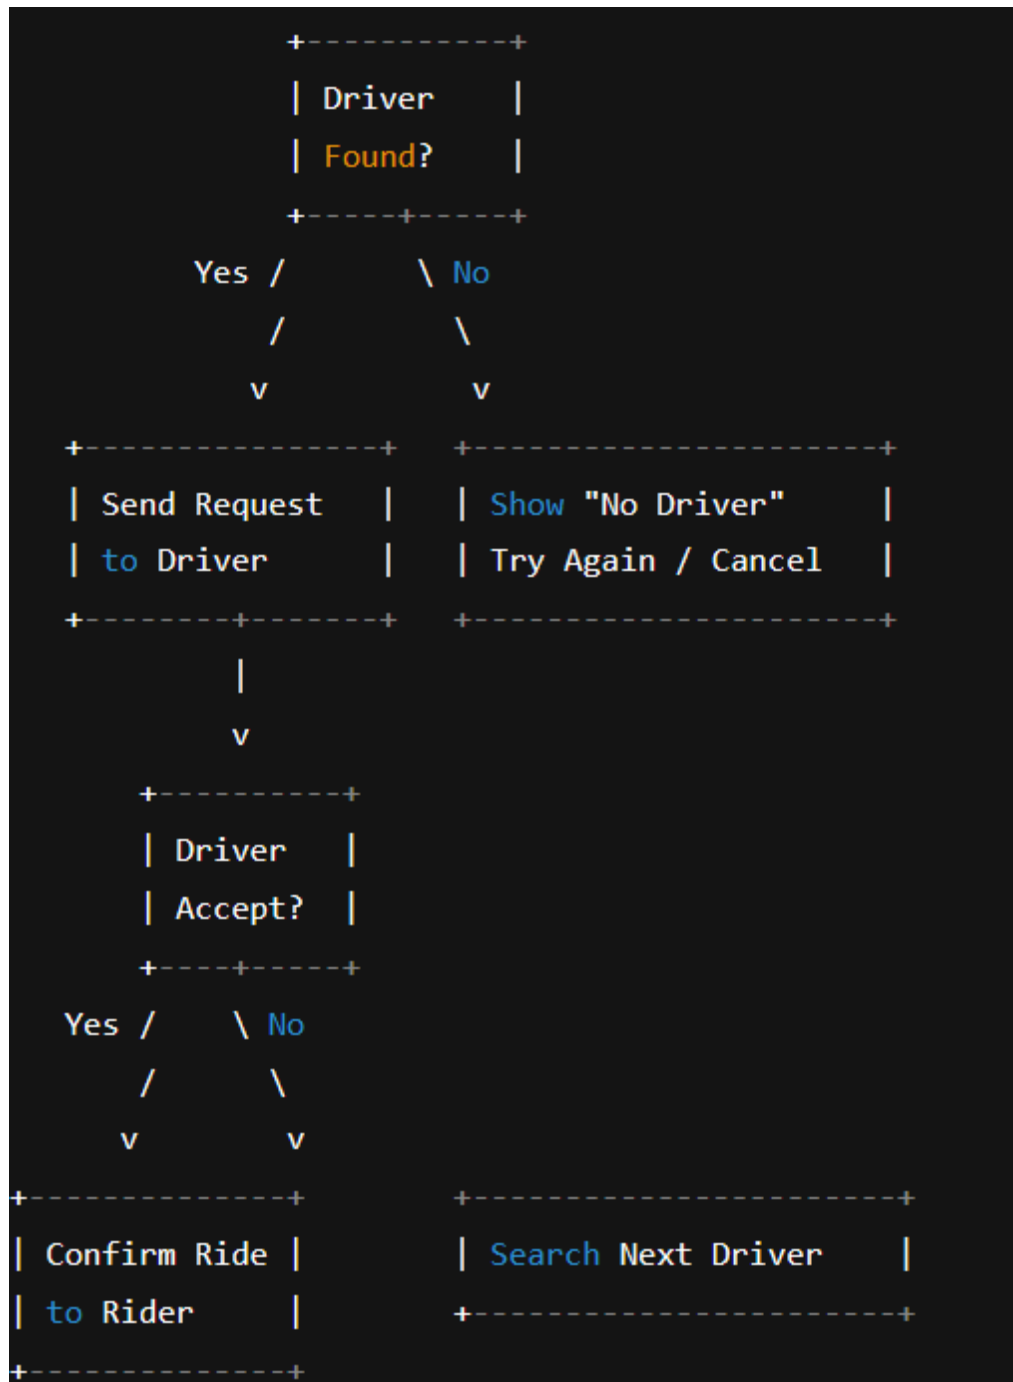 Driver
Found?
Yes / \ No
/ \
v v
Send Request | Show "No Driver"
to Driver | Try Again / Cancel
|
v
Driver
Accept?
Yes / \ No
/ \
v v
Confirm Ride | Search Next Driver
to Rider